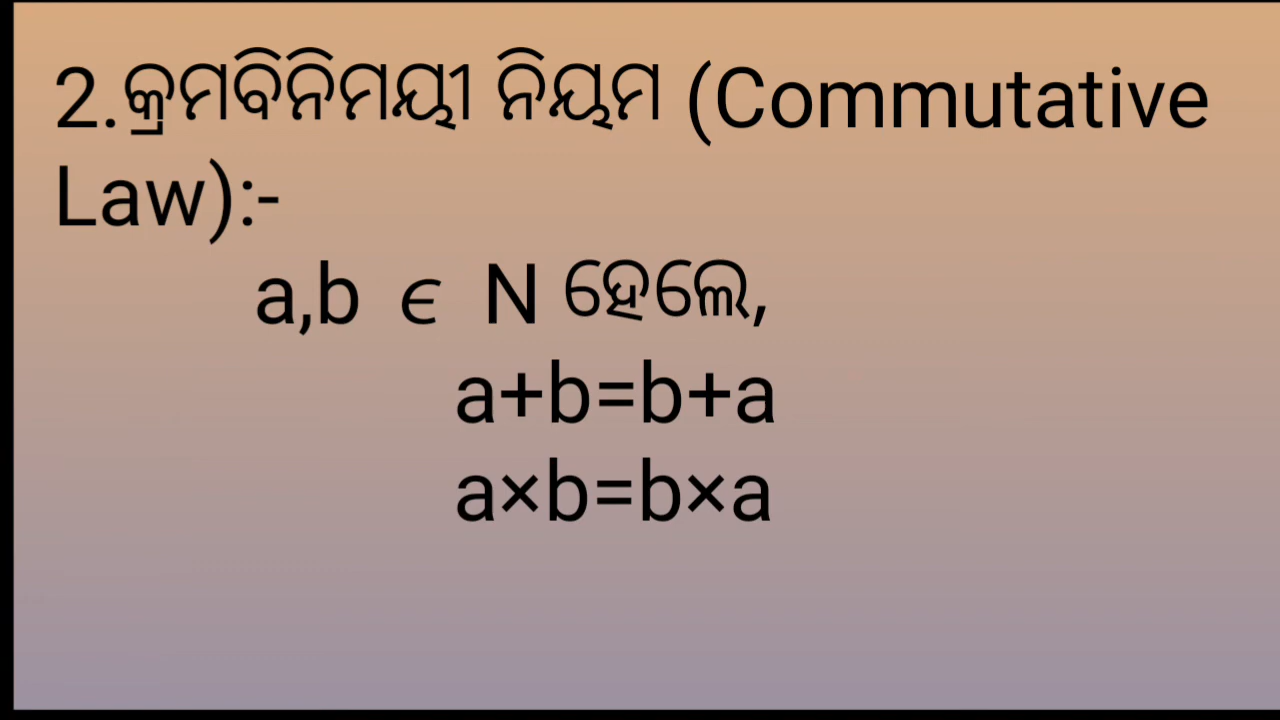 2.କ୍ରମବିନିମୟୀ ନିୟମ (Commutative
Law):-
a,b ϵ N ହେଲେ,
a+b=b+a
a×b=b×a